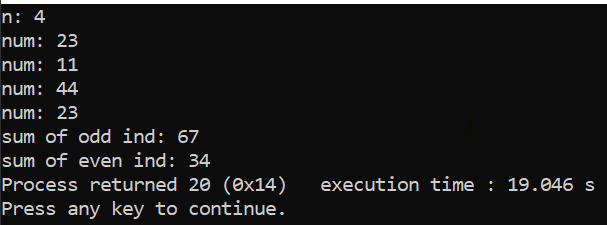 n: 4
num: 23
num: 11
num: 44
num: 23
sum of odd ind: 67
sum of even ind: 34
Process returned 20 (0x14)   execution time : 19.046 s
Press any key to continue.